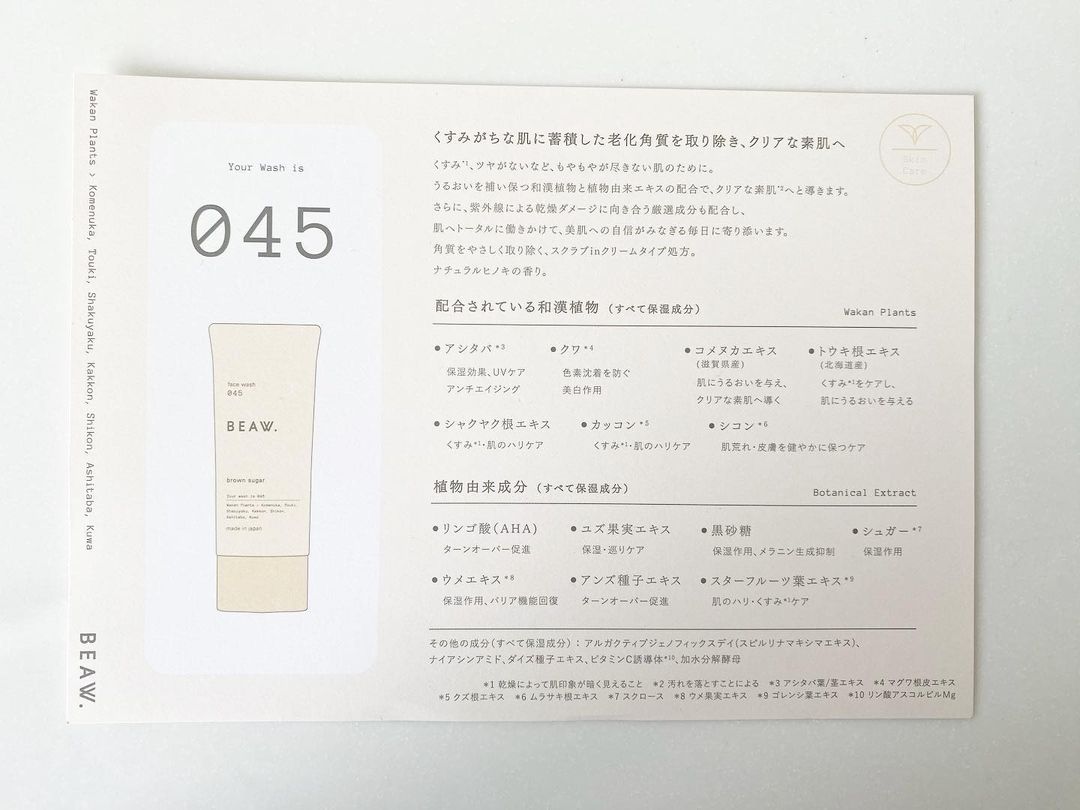 Wakan Plants > Komenuka, Touki, Shakuyaku, Kakkon, Shikon, Ashitaba, Kuwa
BEAW.
Your Wash is
045
face wash
045
BEAW.
brown sugar
Your wash is 045
Wakan Plants > Komenuka, Touki,
Shakuyaku, Kakkon, Shikon,
Ashitaba, Kuwa
made in japan
Skin
Care
くすみがちな肌に蓄積した老化角質を取り除き、クリアな素肌へ
くすみ*1、ツヤがないなど、もやもやが尽きない肌のために。
うるおいを補い保つ和漢植物と植物由来エキスの配合で、クリアな素肌*2へと導きます。
さらに、紫外線による乾燥ダメージに向き合う厳選成分も配合し、
肌へトータルに働きかけて、美肌への自信がみなぎる毎日に寄り添います。
角質をやさしく取り除く、スクラブinクリームタイプ処方。
ナチュラルヒノキの香り。
配合されている和漢植物（すべて保湿成分） Wakan Plants
●アシタバ*3 ●クワ*4 ●コメヌカエキス ●トウキ根エキス
(滋賀県産) (北海道産)
保湿効果、UVケア 色素沈着を防ぐ 肌にうるおいを与え、 くすみ*1をケアし、
アンチエイジング 美白作用 クリアな素肌へ導く 肌にうるおいを与える
●シャクヤク根エキス ●カッコン*5 ●シコン*6
くすみ*1・肌のハリケア くすみ*1・肌のハリケア 肌荒れ・皮膚を健やかに保つケア
植物由来成分（すべて保湿成分） Botanical Extract
●リンゴ酸(AHA) ●ユズ果実エキス ●黒砂糖 ●シュガー*7
ターンオーバー促進 保湿・巡りケア 保湿作用、メラニン生成抑制 保湿作用
●ウメエキス*8 ●アンズ種子エキス ●スターフルーツ葉エキス*9
保湿作用、バリア機能回復 ターンオーバー促進 肌のハリ・くすみ*1ケア
その他の成分(すべて保湿成分)：アルガクティブジェノフィックスデイ(スピルリナマキシマエキス)、
ナイアシンアミド、ダイズ種子エキス、ビタミンC誘導体*10、加水分解酵母
*1 乾燥によって肌印象が暗く見えること *2 汚れを落とすことによる *3 アシタバ葉/茎エキス *4 マグワ根皮エキス
*5 クズ根エキス *6 ムラサキ根エキス *7 スクロース *8 ウメ果実エキス *9 ゴレンシ葉エキス *10 リン酸アスコルビルMg